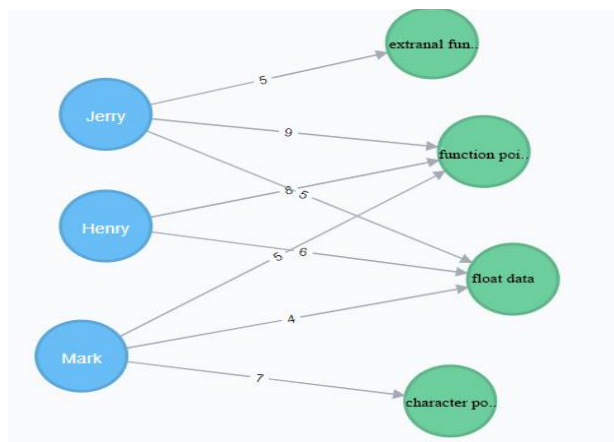 extranal fun..
5
Jerry
9
function poi..
8
5
Henry
6
5
float data
4
Mark
7
character po..